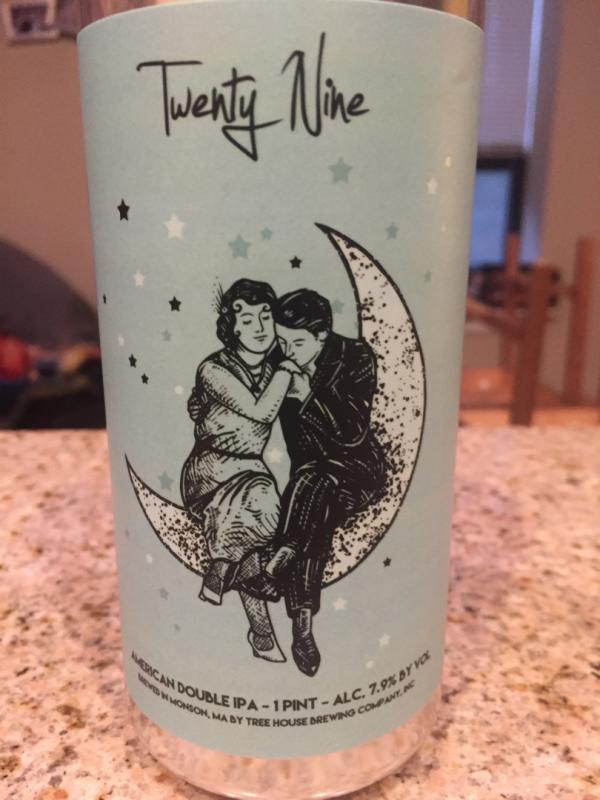 Twenty Nine
AMERICAN DOUBLE IPA - 1 PINT - ALC. 7.9% BY VOL
BREWED IN MONSON, MA BY TREE HOUSE BREWING COMPANY, INC